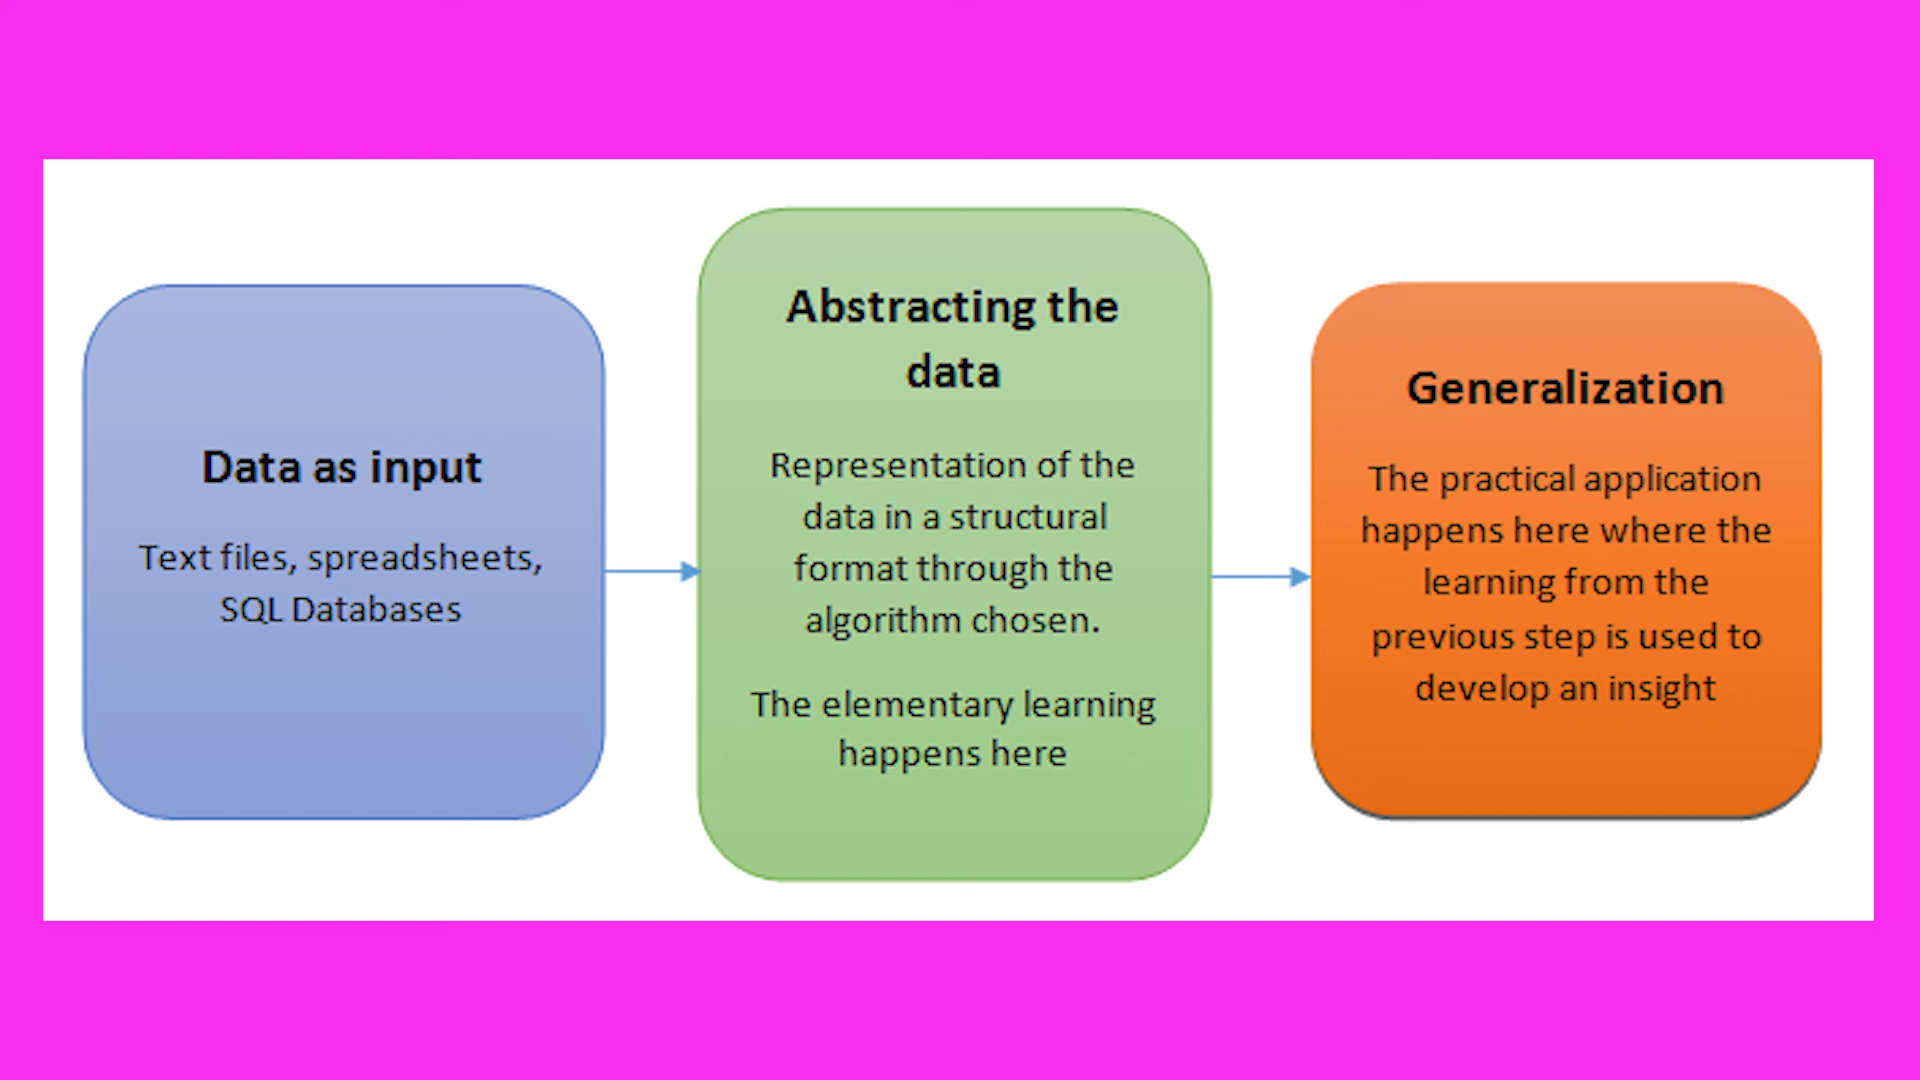 Data as input
Text files, spreadsheets,
SQL Databases
Abstracting the
data
Representation of the
data in a structural
format through the
algorithm chosen.
The elementary learning
happens here
Generalization
The practical application
happens here where the
learning from the
previous step is used to
develop an insight